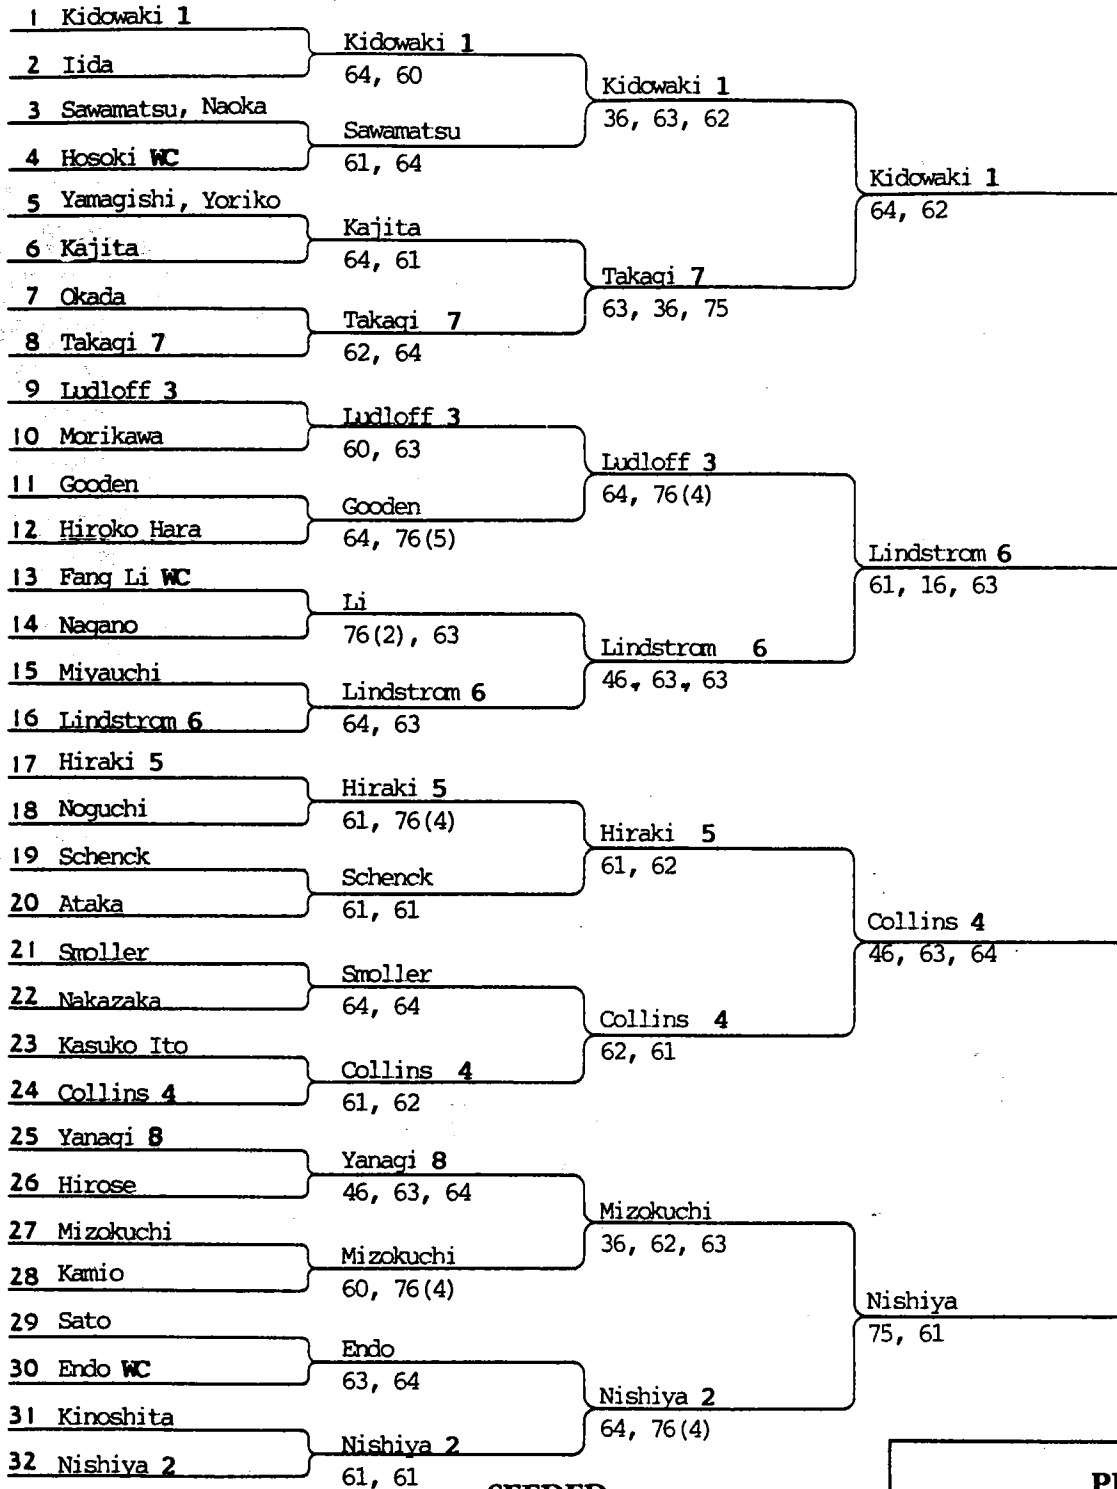 1 Kidowaki 1
2 Iida
3 Sawamatsu, Naoka
4 Hosoki WC
5 Yamagishi, Yoriko
6 Kajita
7 Okada
8 Takagi 7
9 Ludloff 3
10 Morikawa
11 Gooden
12 Hiroko Hara
13 Fang Li WC
14 Nagano
15 Miyauchi
16 Lindstrom 6
17 Hiraki 5
18 Noguchi
19 Schenck
20 Ataka
21 Smoller
22 Nakazaka
23 Kasuko Ito
24 Collins 4
25 Yanagi 8
26 Hirose
27 Mizokuchi
28 Kamio
29 Sato
30 Endo WC
31 Kinoshita
32 Nishiya 2
Kidowaki 1
64, 60
Sawamatsu
61, 64
Kajita
64, 61
Takagi 7
62, 64
Ludloff 3
60, 63
Gooden
64, 76(5)
Li
76(2), 63
Lindstrom 6
64, 63
Hiraki 5
61, 76(4)
Schenck
61, 61
Smoller
64, 64
Collins 4
61, 62
Yanagi 8
46, 63, 64
Mizokuchi
60, 76(4)
Endo
63, 64
Nishiya 2
61, 61
Kidowaki 1
36, 63, 62
Takagi 7
63, 36, 75
Ludloff 3
64, 76(4)
Lindstrom 6
46, 63, 63
Hiraki 5
61, 62
Collins 4
62, 61
Mizokuchi
36, 62, 63
Nishiya 2
64, 76(4)
Kidowaki 1
64, 62
Lindstrom 6
61, 16, 63
Collins 4
46, 63, 64
Nishiya
75, 61